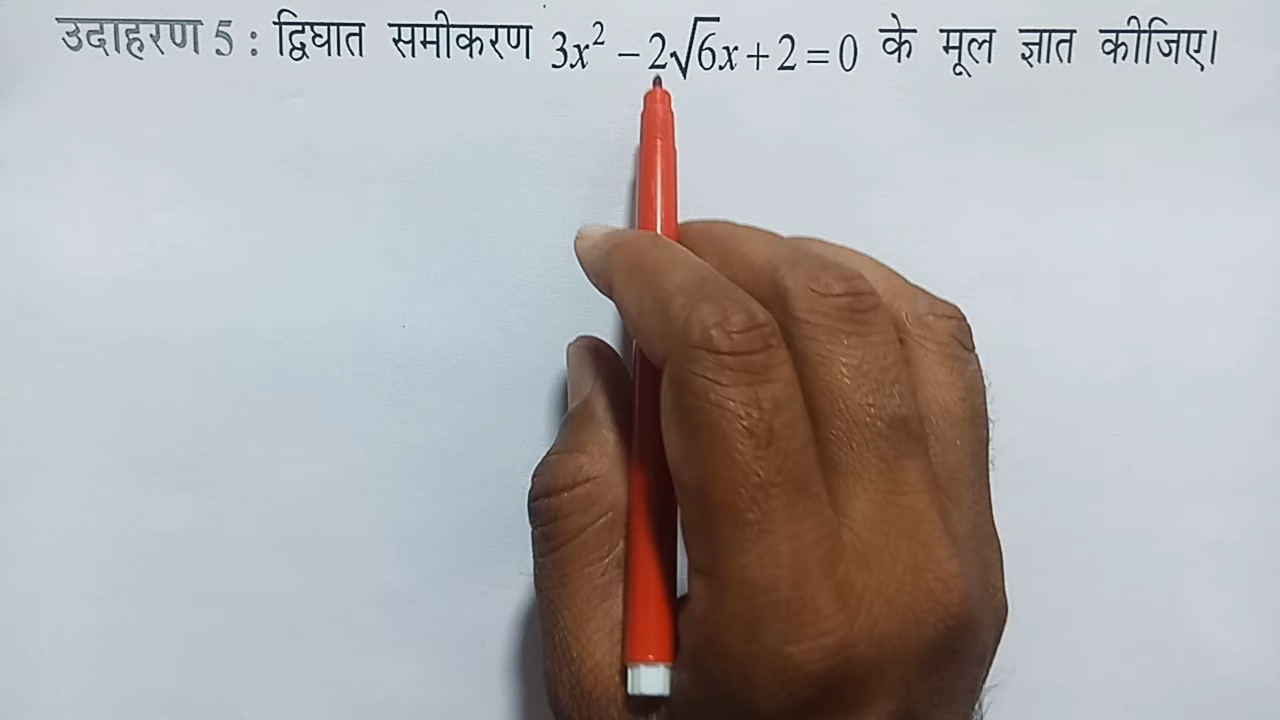 उदाहरण 5 : द्विघात समीकरण 3x² – 2√6x + 2 = 0 के मूल ज्ञात कीजिए।